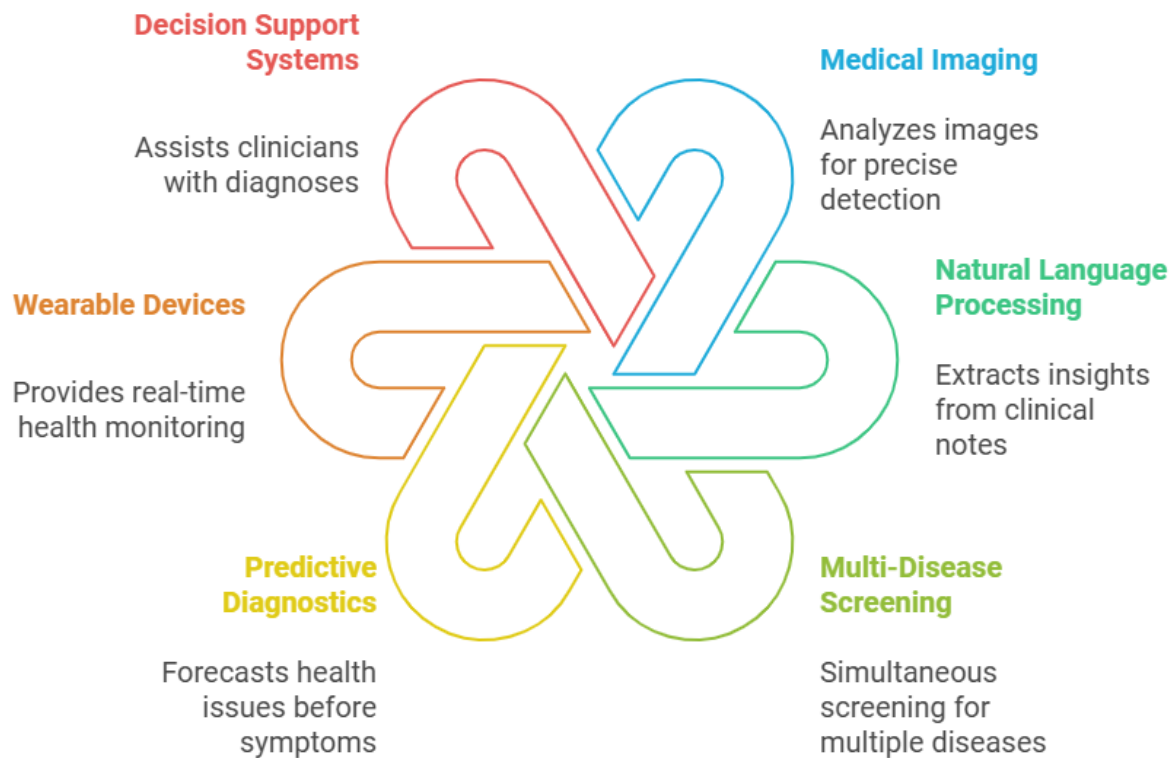 Decision Support
Systems
Assists clinicians
with diagnoses
Medical Imaging
Analyzes images
for precise
detection
Wearable Devices
Provides real-time
health monitoring
Natural Language
Processing
Extracts insights
from clinical
notes
Predictive
Diagnostics
Forecasts health
issues before
symptoms
Multi-Disease
Screening
Simultaneous
screening for
multiple diseases